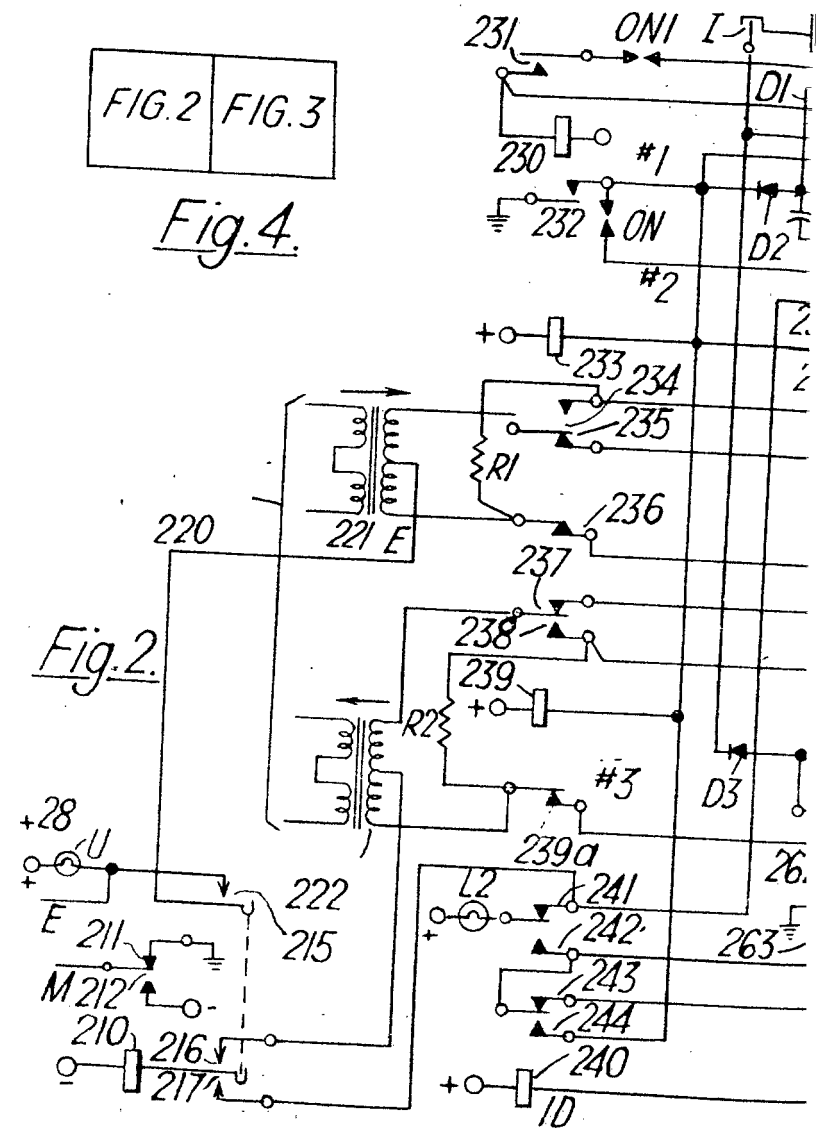 FIG. 2 FIG. 3
Fig. 4.
231 ON1 I
D1
230 #1
232 ON D2
#2
+ 233
234
235
R1
236
220 221 E
237
238
Fig. 2.
239
+ R2
#3
D3
239a
+28 U
+
222
L2 241
E 215 +
242
211 263
M 212 -
243
244
210 216
217
-
240
+ 1D